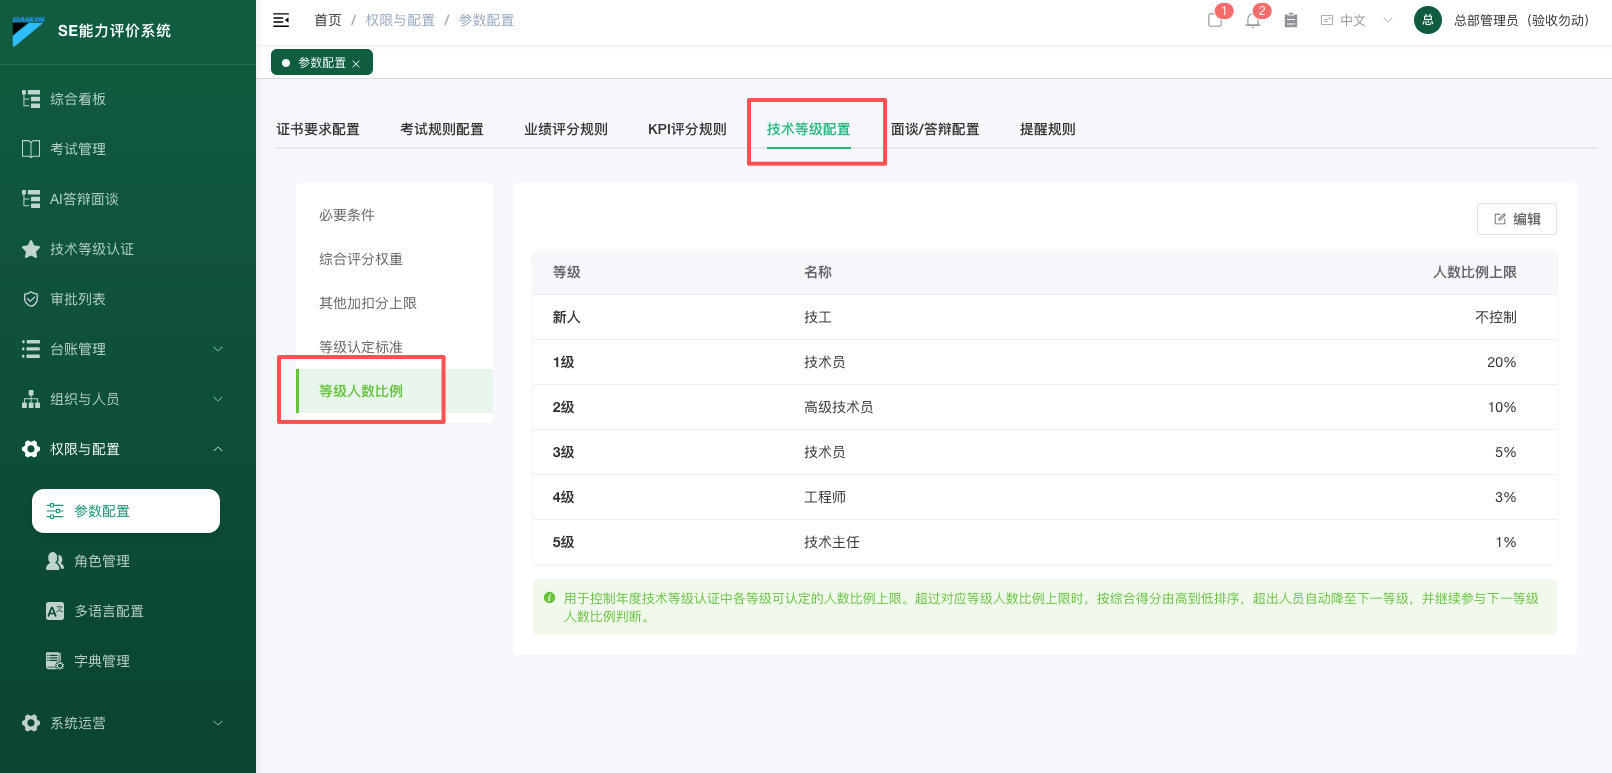 DAIKIN
SE能力评价系统
首页 / 权限与配置 / 参数配置
1
2
中文
总
总部管理员（验收勿动）
参数配置 ×
综合看板
考试管理
AI答辩面谈
技术等级认证
审批列表
台账管理
组织与人员
权限与配置
参数配置
角色管理
多语言配置
字典管理
系统运营
证书要求配置 考试规则配置 业绩评分规则 KPI评分规则 技术等级配置 面谈/答辩配置 提醒规则
必要条件
综合评分权重
其他加扣分上限
等级认定标准
等级人数比例
编辑
等级 名称 人数比例上限
新人 技工 不控制
1级 技术员 20%
2级 高级技术员 10%
3级 技术员 5%
4级 工程师 3%
5级 技术主任 1%
用于控制年度技术等级认证中各等级可认定的人数比例上限。超过对应等级人数比例上限时，按综合得分由高到低排序，超出人员自动降至下一等级，并继续参与下一等级
人数比例判断。